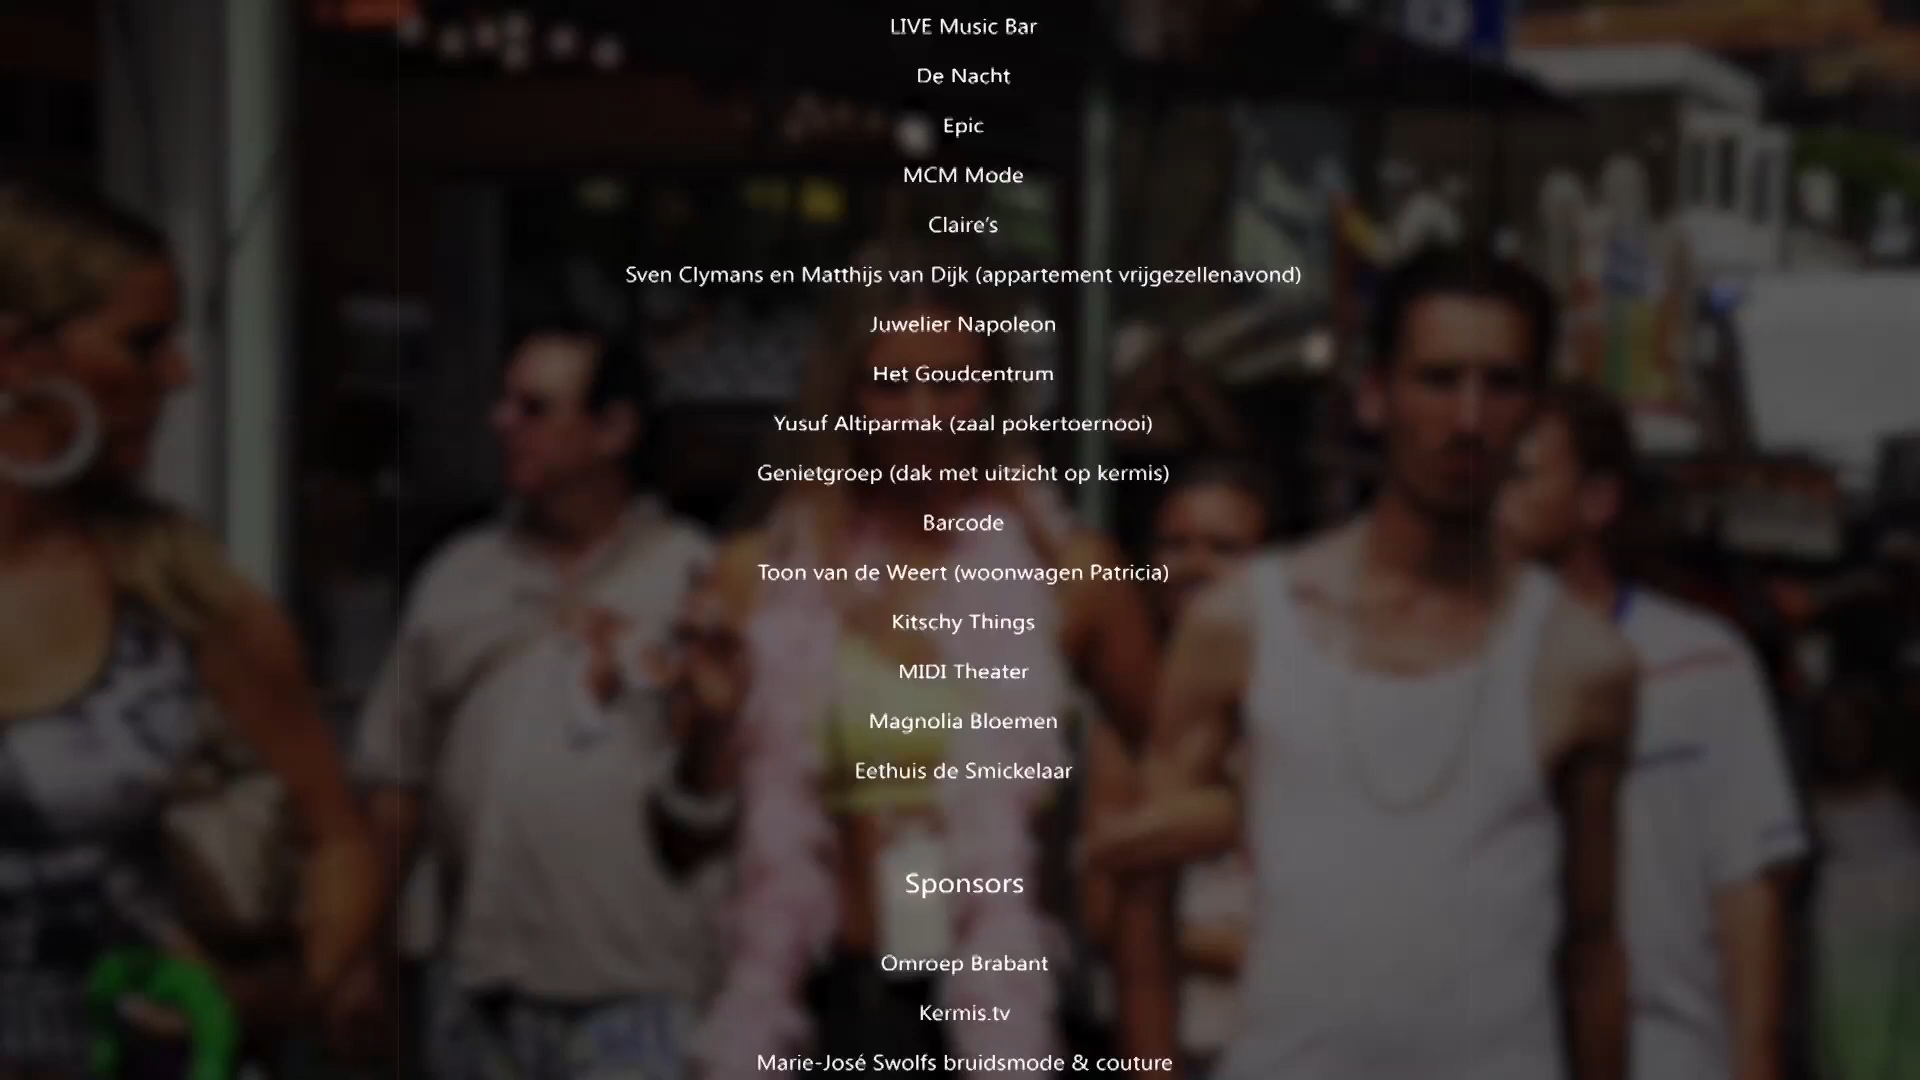 LIVE Music Bar
De Nacht
Epic
MCM Mode
Claire's
Sven Clymans en Matthijs van Dijk (appartement vrijgezellenavond)
Juwelier Napoleon
Het Goudcentrum
Yusuf Altiparmak (zaal pokertoernooi)
Genietgroep (dak met uitzicht op kermis)
Barcode
Toon van de Weert (woonwagen Patricia)
Kitschy Things
MIDI Theater
Magnolia Bloemen
Eethuis de Smickelaar
Sponsors
Omroep Brabant
Kermis.tv
Marie-José Swolfs bruidsmode & couture